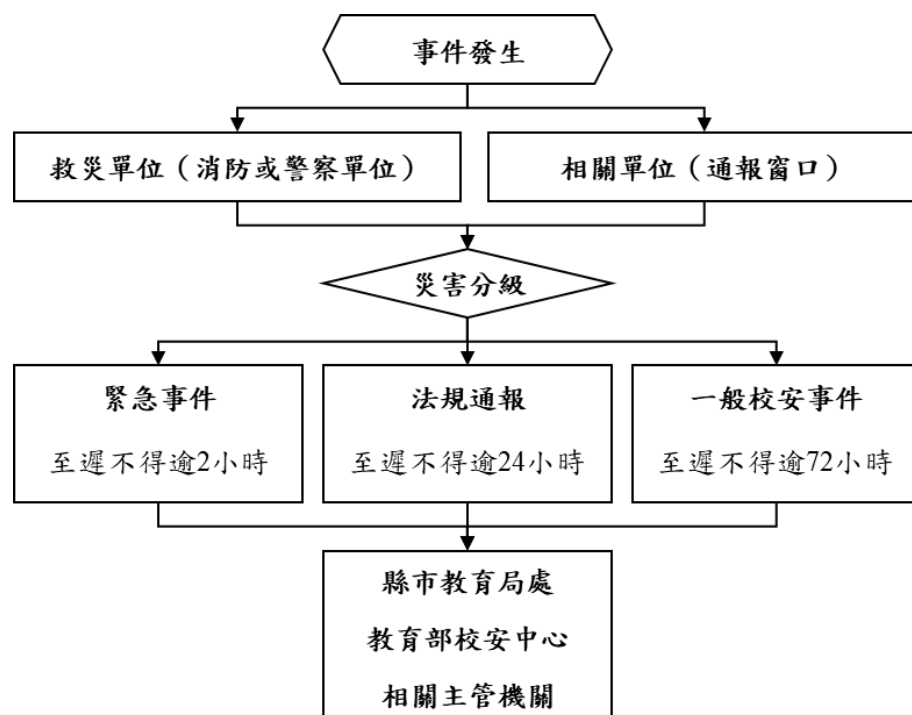 事件發生
救災單位（消防或警察單位）
相關單位（通報窗口）
災害分級
緊急事件
至遲不得逾2小時
法規通報
至遲不得逾24小時
一般校安事件
至遲不得逾72小時
縣市教育局處
教育部校安中心
相關主管機關